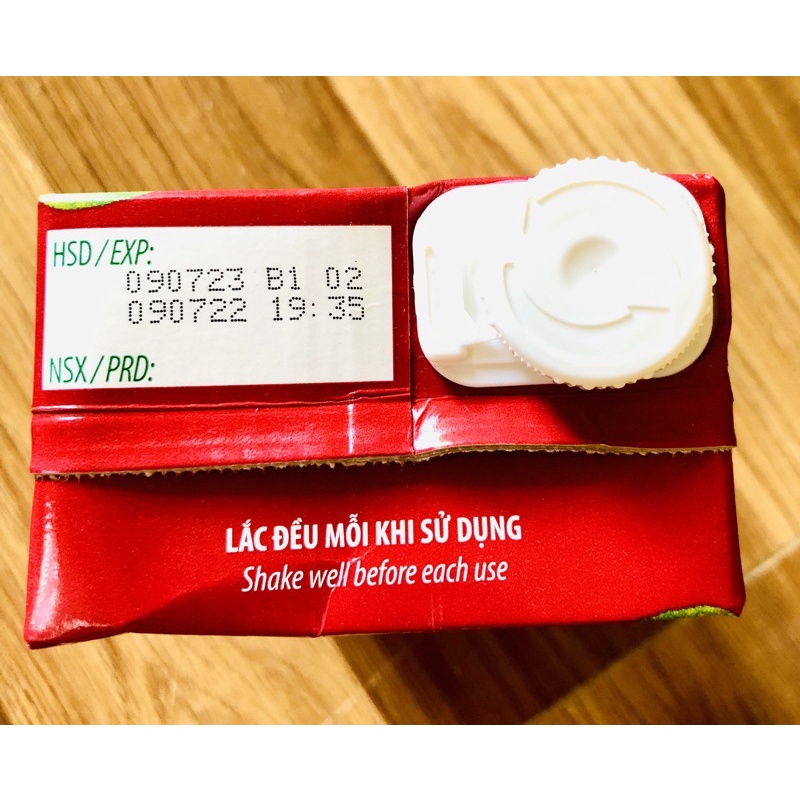 HSD / EXP:
090723 B1 02
090722 19:35
NSX / PRD:
LẮC ĐỀU MỖI KHI SỬ DỤNG
Shake well before each use